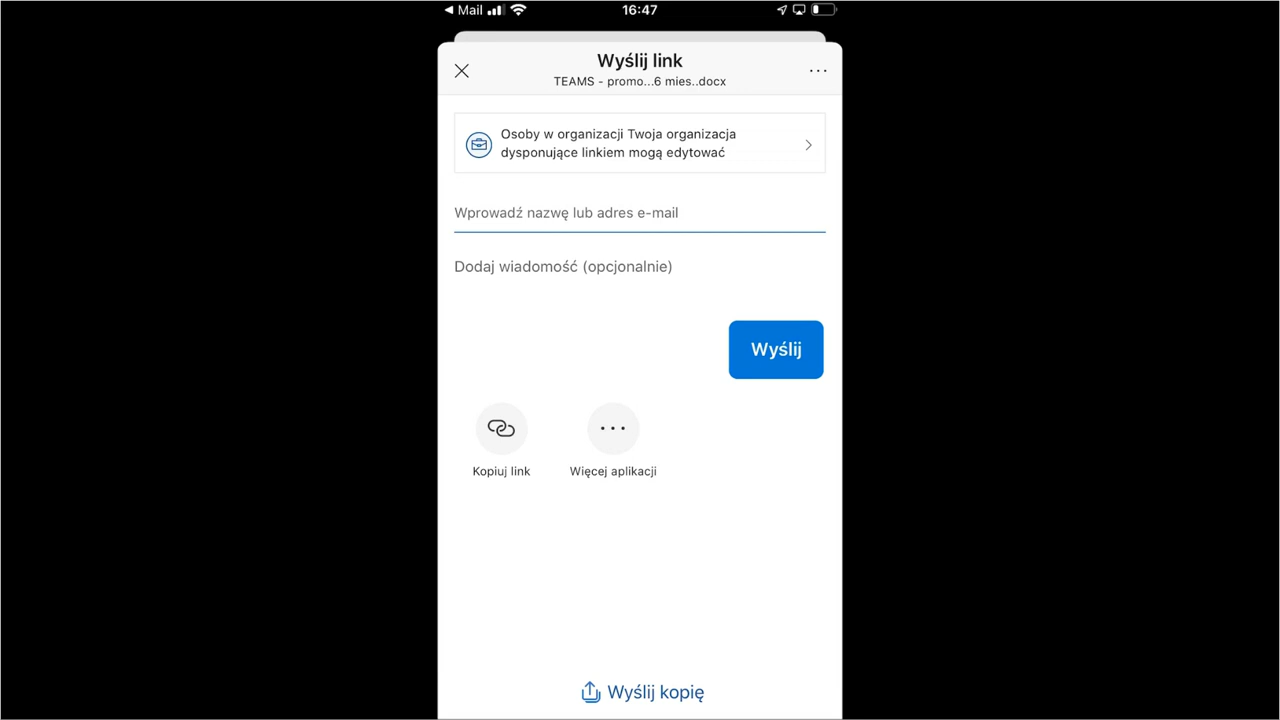 Mail
16:47
Wyślij link
TEAMS - promo...6 mies..docx
Osoby w organizacji Twoja organizacja
dysponujące linkiem mogą edytować
Wprowadź nazwę lub adres e-mail
Dodaj wiadomość (opcjonalnie)
Wyślij
Kopiuj link
Więcej aplikacji
Wyślij kopię